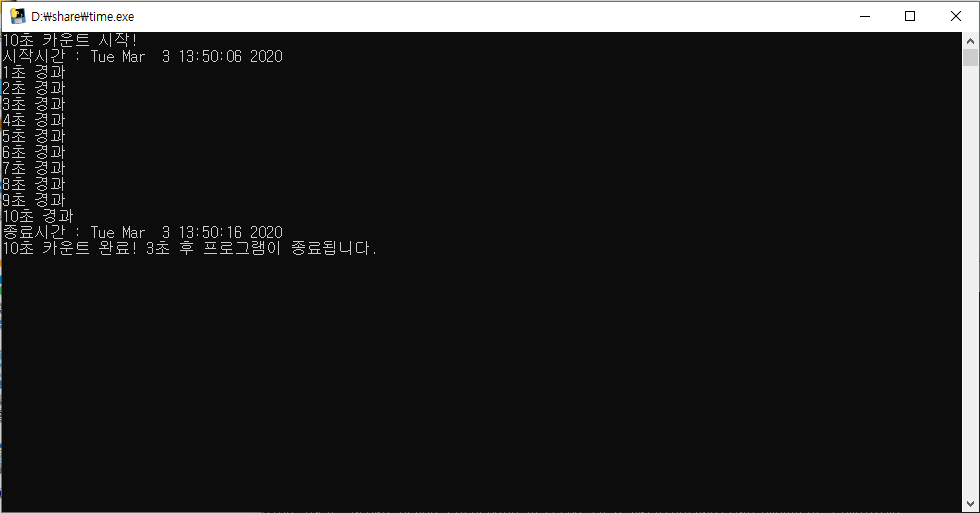 D:\share\time.exe
10초 카운트 시작!
시작시간 : Tue Mar  3 13:50:06 2020
1초 경과
2초 경과
3초 경과
4초 경과
5초 경과
6초 경과
7초 경과
8초 경과
9초 경과
10초 경과
종료시간 : Tue Mar  3 13:50:16 2020
10초 카운트 완료! 3초 후 프로그램이 종료됩니다.